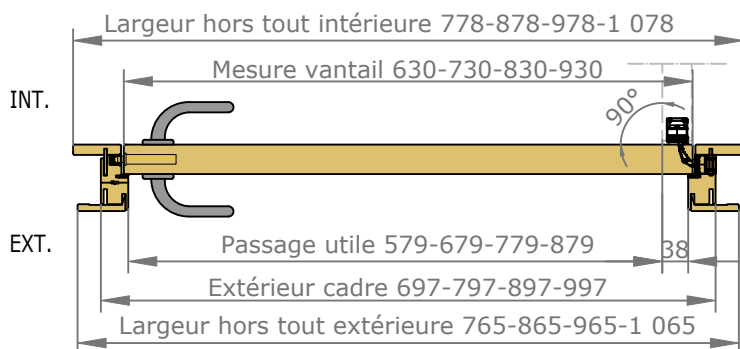 Largeur hors tout intérieure 778-878-978-1 078
Mesure vantail 630-730-830-930
INT.
90°
EXT.
Passage utile 579-679-779-879
38
Extérieur cadre 697-797-897-997
Largeur hors tout extérieure 765-865-965-1 065